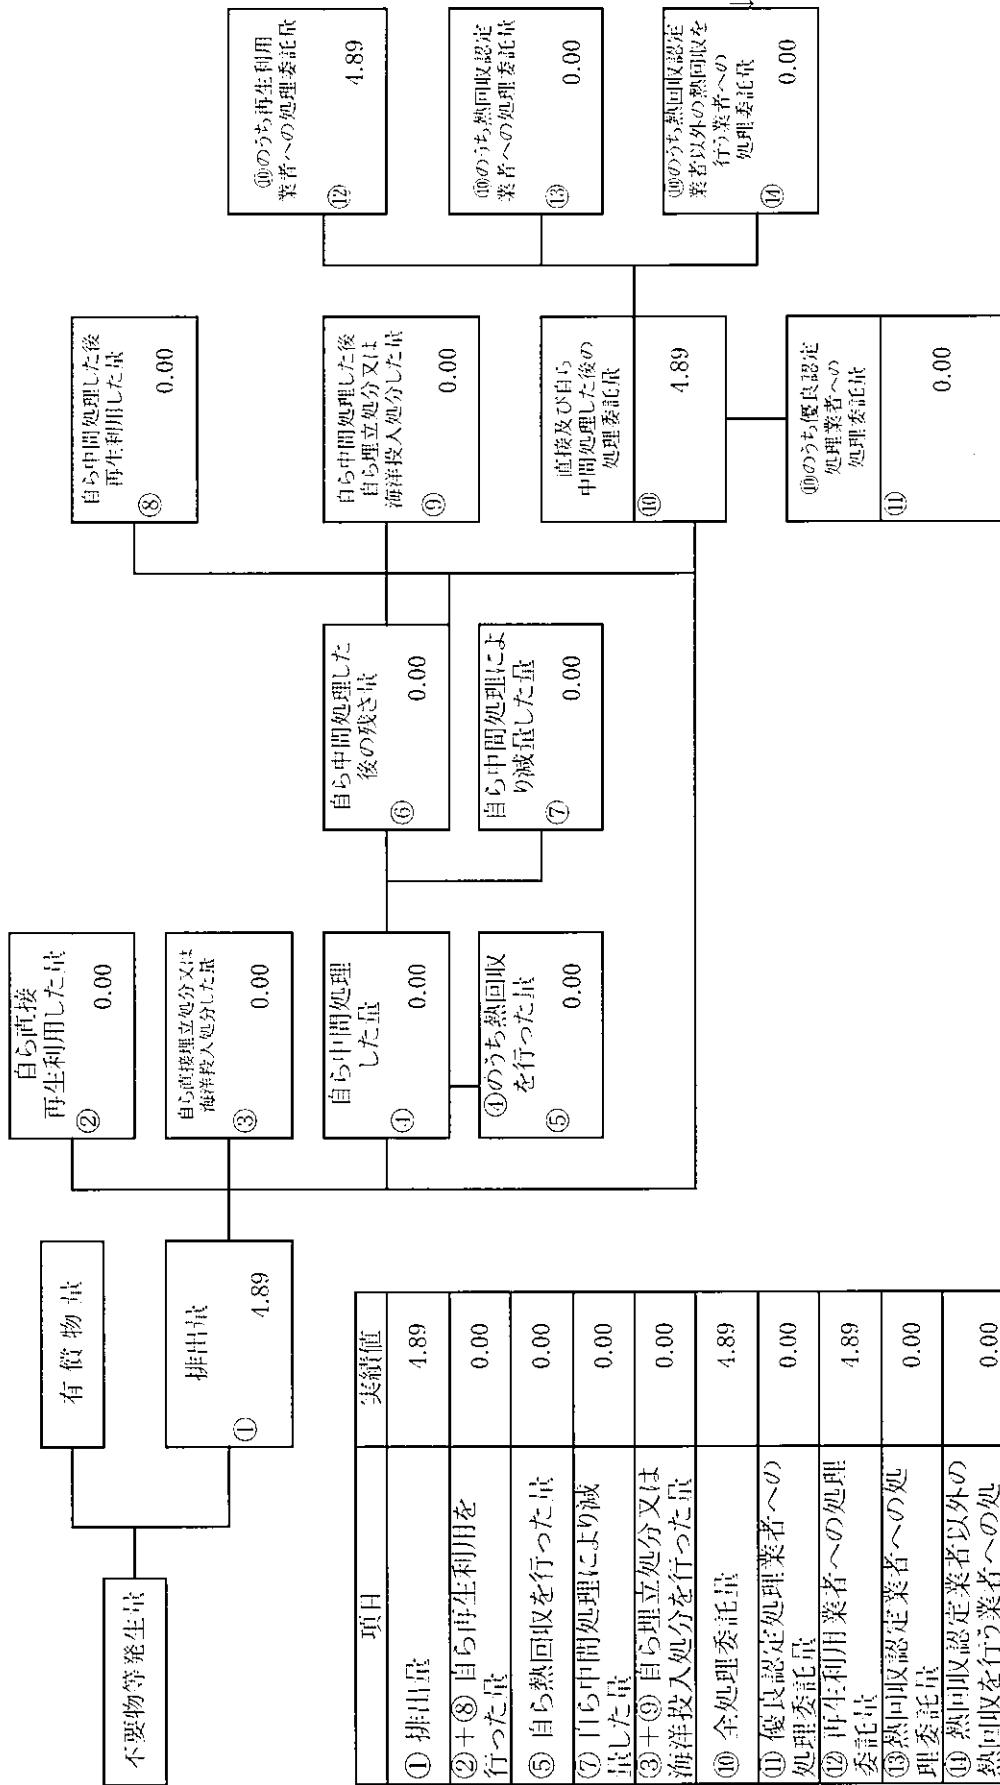 不要物等発生量
有償物量
排出量
①
4.89
自ら直接
再生利用した量
②
0.00
自ら直接埋立処分又は
海洋投入処分した量
③
0.00
自ら中間処理
した量
④
0.00
④のうち熱回収
を行った量
⑤
0.00
自ら中間処理した
後の残さ量
⑥
0.00
自ら中間処理によ
り減量した量
⑦
0.00
自ら中間処理した後
再生利用した量
⑧
0.00
自ら中間処理した後
自ら埋立処分又は
海洋投入処分した量
⑨
0.00
直接及び自ら
中間処理した後の
処理委託量
⑩
4.89
⑩のうち優良認定
処理業者への
処理委託量
⑪
0.00
⑩のうち再生利用
業者への処理委託量
⑫
4.89
⑩のうち熱回収認定
業者への処理委託量
⑬
0.00
⑩のうち熱回収認定
業者以外の熱回収を
行う業者への
処理委託量
⑭
0.00
項目 実績値
① 排出量 4.89
②+⑧ 自ら再生利用を
行った量 0.00
⑤ 自ら熱回収を行った量 0.00
⑦ 自ら中間処理により減
量した量 0.00
③+⑨ 自ら埋立処分又は
海洋投入処分を行った量 0.00
⑩ 全処理委託量 4.89
⑪ 優良認定処理業者への
処理委託量 0.00
⑫ 再生利用業者への処理
委託量 4.89
⑬熱回収認定業者への処
理委託量 0.00
⑭ 熱回収認定業者以外の
熱回収を行う業者への処 0.00